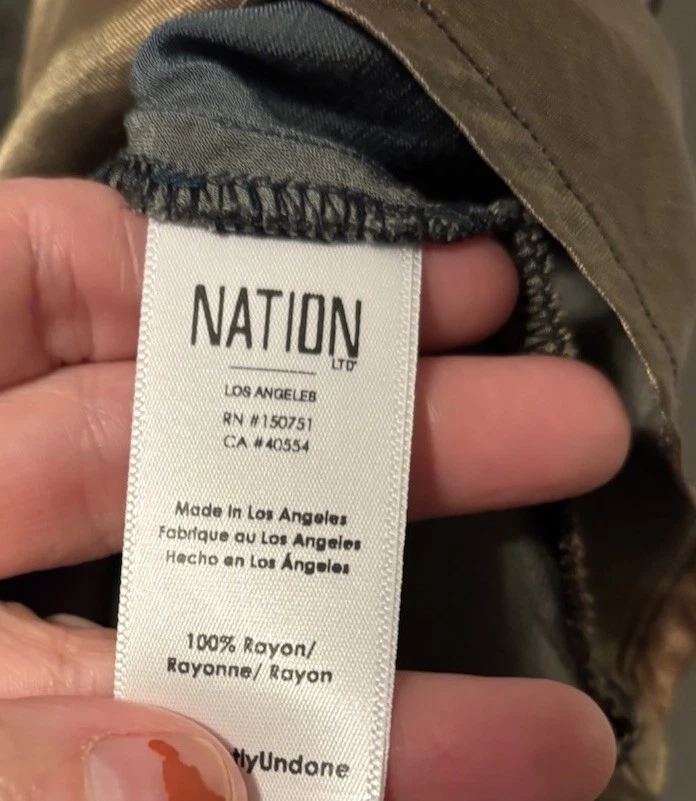 NATION
LTD
LOS ANGELES
RN #150751
CA #40554
Made in Los Angeles
Fabrique au Los Angeles
Hecho en Los Ángeles
100% Rayon/
Rayonne/ Rayon
tlyUndone